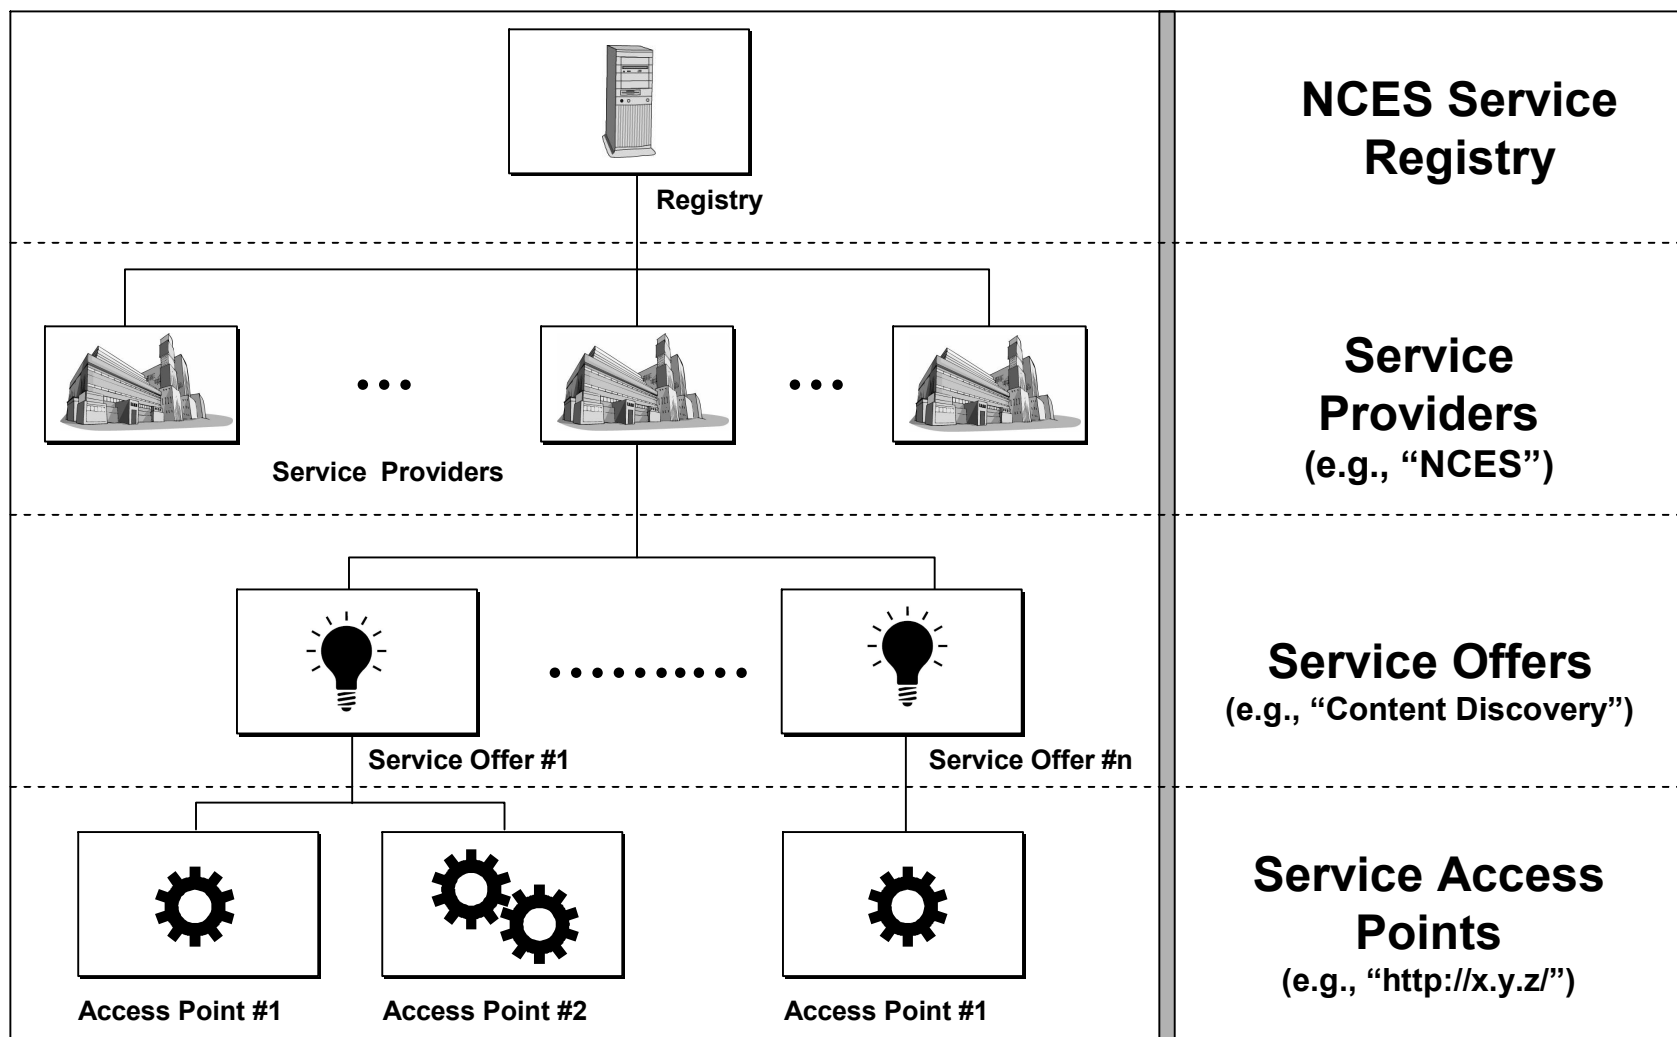 NCES Service
Registry
Registry
Service
Providers
(e.g., “NCES”)
Service Providers
Service Offers
(e.g., “Content Discovery”)
Service Offer #1
Service Offer #n
Service Access
Points
(e.g., “http://x.y.z/”)
Access Point #1
Access Point #2
Access Point #1